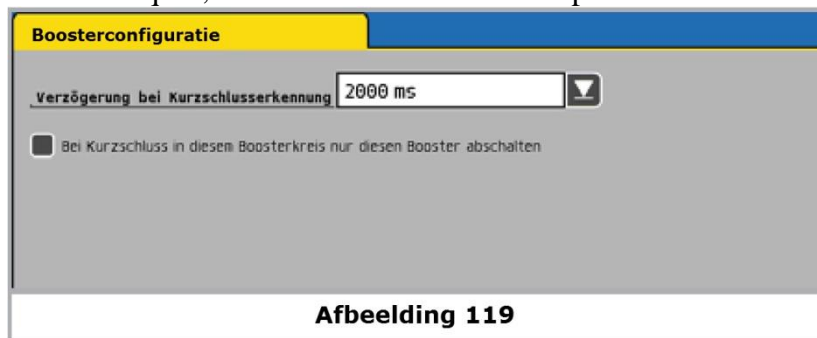 Boosterconfiguratie
Verzögerung bei Kurzschlusserkennung 2000 ms
Bei Kurzschluss in diesem Boosterkreis nur diesen Booster abschalten
Afbeelding 119